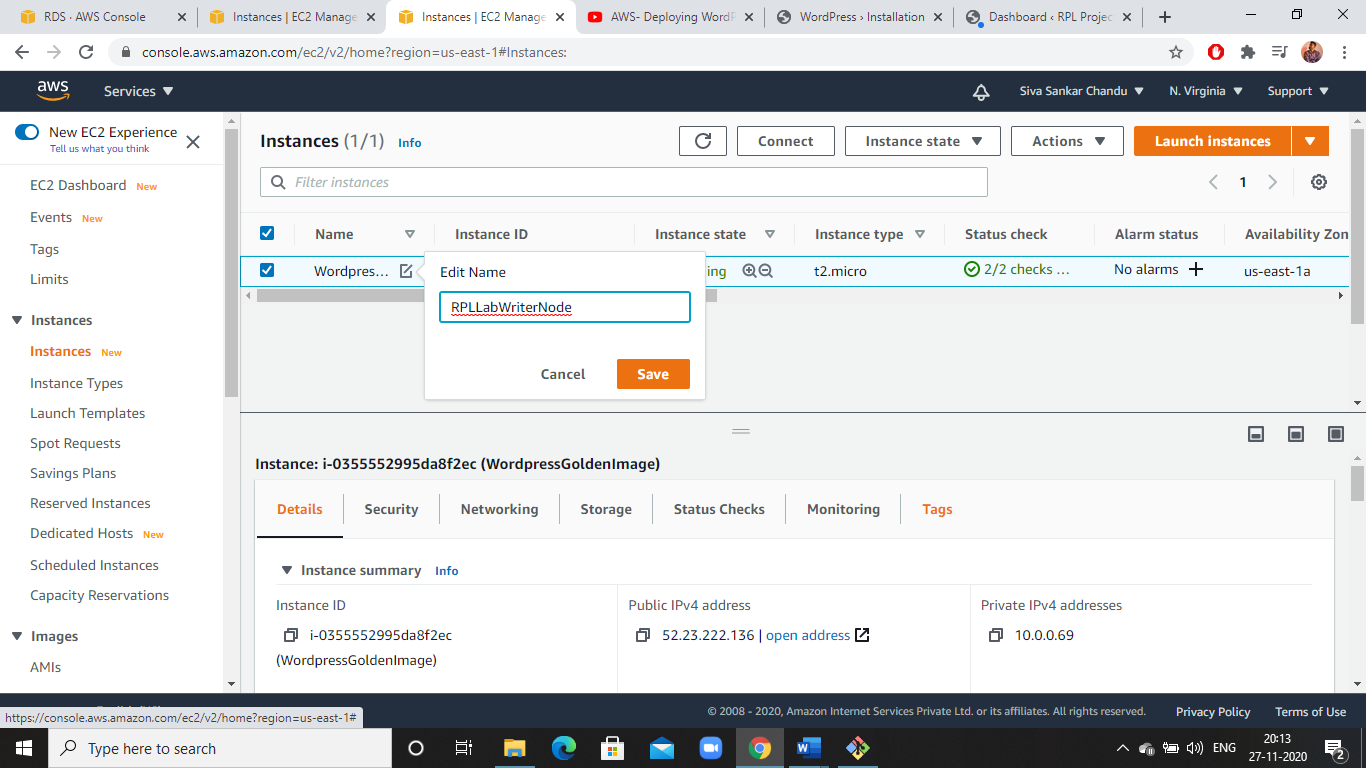 RDS · AWS Console
Instances | EC2 Manage
Instances | EC2 Manage
AWS- Deploying WordP
WordPress › Installation
Dashboard ‹ RPL Projec
console.aws.amazon.com/ec2/v2/home?region=us-east-1#Instances:
aws
Services
Siva Sankar Chandu
N. Virginia
Support
New EC2 Experience
Tell us what you think
EC2 Dashboard New
Events New
Tags
Limits
Instances
Instances New
Instance Types
Launch Templates
Spot Requests
Savings Plans
Reserved Instances
Dedicated Hosts New
Scheduled Instances
Capacity Reservations
Images
AMIs
Instances (1/1) Info
Connect
Instance state
Actions
Launch instances
Filter instances
1
Name
Instance ID
Instance state
Instance type
Status check
Alarm status
Availability Zon
Wordpres...
ing
t2.micro
2/2 checks ...
No alarms
us-east-1a
Edit Name
RPLLabWriterNode
Cancel
Save
Instance: i-0355552995da8f2ec (WordpressGoldenImage)
Details
Security
Networking
Storage
Status Checks
Monitoring
Tags
Instance summary Info
Instance ID
i-0355552995da8f2ec
(WordpressGoldenImage)
Public IPv4 address
52.23.222.136 | open address
Private IPv4 addresses
10.0.0.69
https://console.aws.amazon.com/ec2/v2/home?region=us-east-1#
© 2008 - 2020, Amazon Internet Services Private Ltd. or its affiliates. All rights reserved.
Privacy Policy
Terms of Use
Type here to search
ENG
20:13
27-11-2020
2